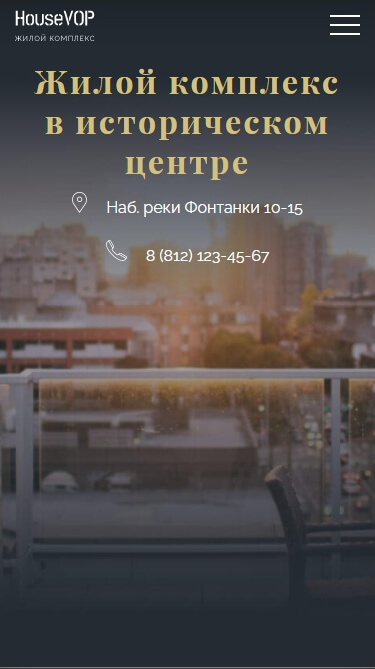 HouseVOP
ЖИЛОЙ КОМПЛЕКС
Жилой комплекс
в историческом
центре
Наб. реки Фонтанки 10-15
8 (812) 123-45-67